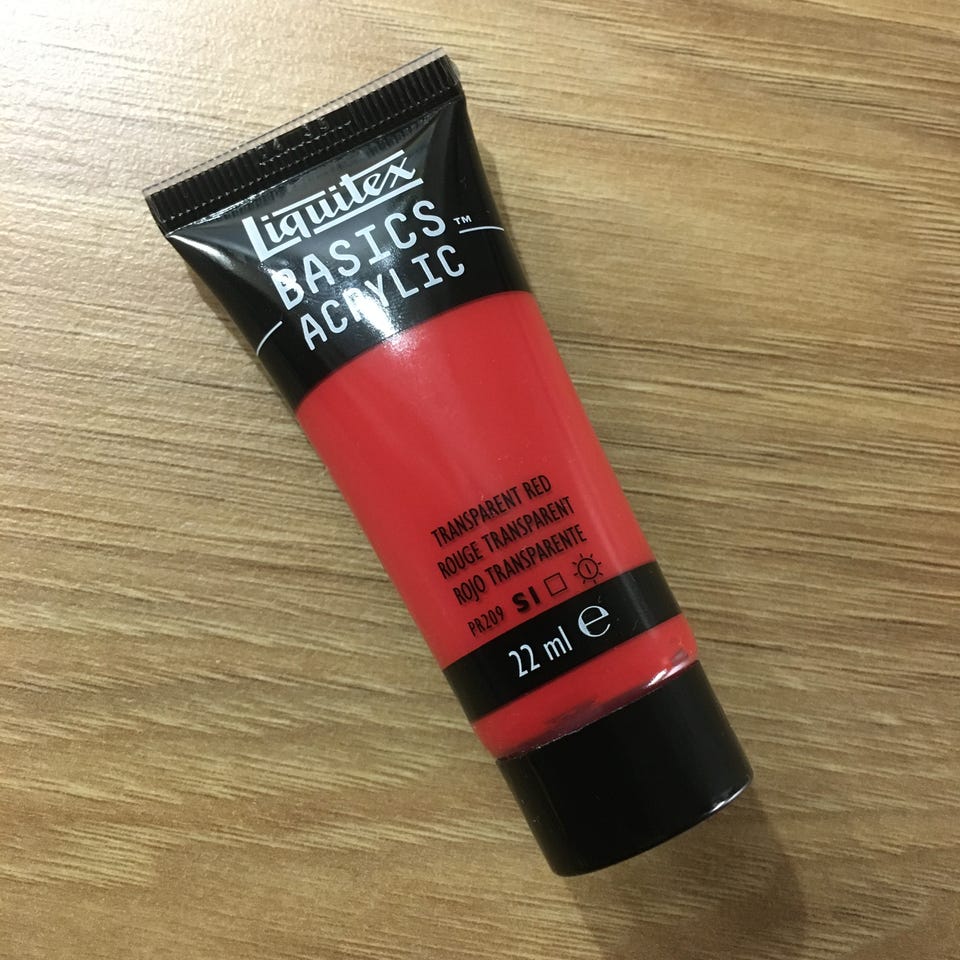 Liquitex
BASICS™
ACRYLIC
TRANSPARENT RED
ROUGE TRANSPARENT
ROJO TRANSPARENTE
PR209 S1
22 ml e